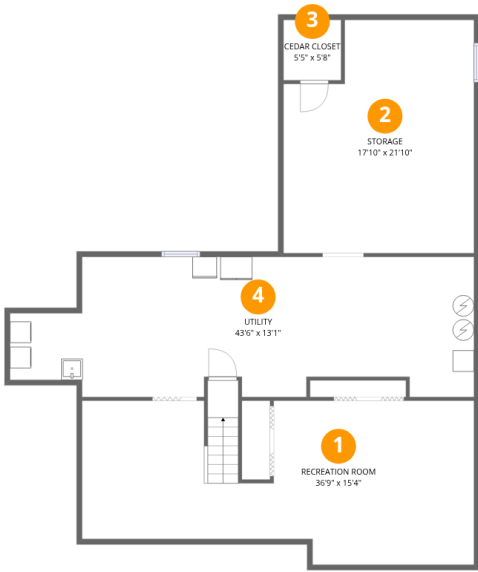 3
CEDAR CLOSET
5'5" x 5'8"
2
STORAGE
17'10" x 21'10"
4
UTILITY
43'6" x 13'1"
1
RECREATION ROOM
36'9" x 15'4"